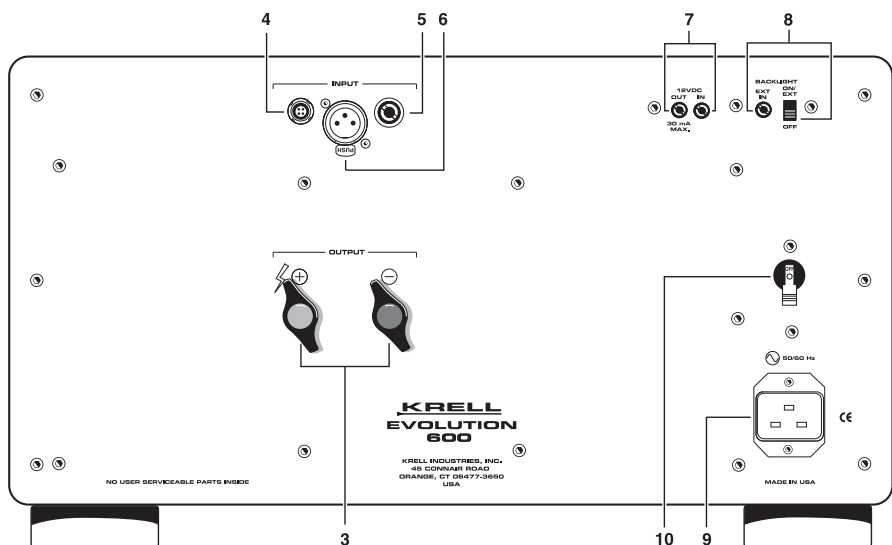 4
6
5
7
8
INPUT
PUSH
12VDC
OUT IN
30 mA
MAX.
BACKLIGHT
EXT
IN
ON/
EXT
OFF
OUTPUT
+ −
OFF
10
50/60 Hz
CE
KRELL
EVOLUTION
600
KRELL INDUSTRIES, INC.
45 CONNAIR ROAD
ORANGE, CT 06477-3650
USA
NO USER SERVICEABLE PARTS INSIDE
MADE IN USA
3
10
9